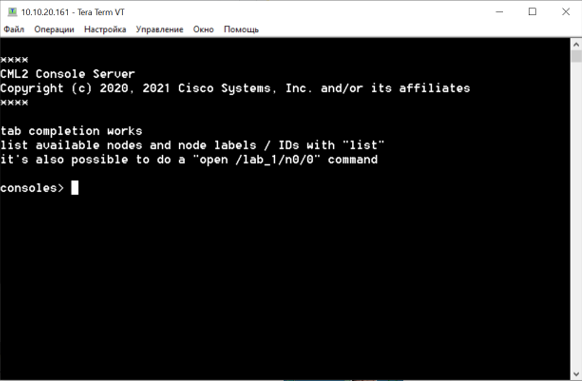 10.10.20.161 - Tera Term VT
Файл Операции Настройка Управление Окно Помощь
****
CML2 Console Server
Copyright (c) 2020, 2021 Cisco Systems, Inc. and/or its affiliates
****
tab completion works
list available nodes and node labels / IDs with "list"
it's also possible to do a "open /lab_1/n0/0" command
consoles>